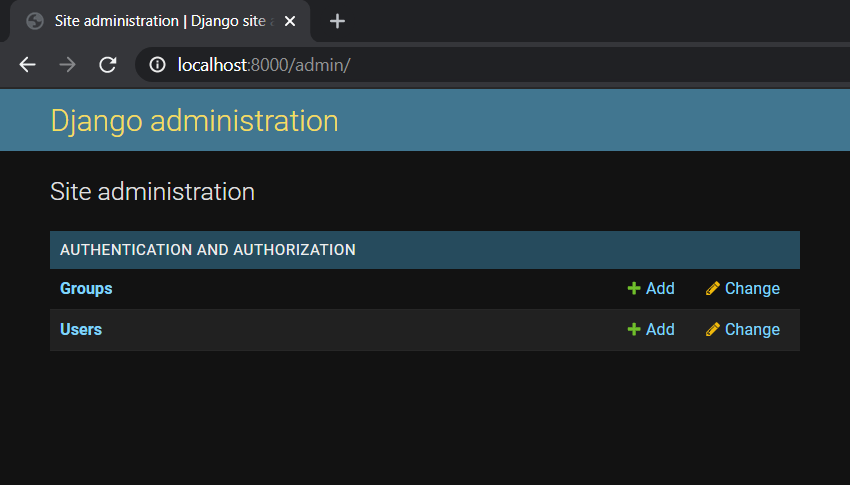 Site administration | Django site a
localhost:8000/admin/
Django administration
Site administration
AUTHENTICATION AND AUTHORIZATION
Groups Add Change
Users Add Change